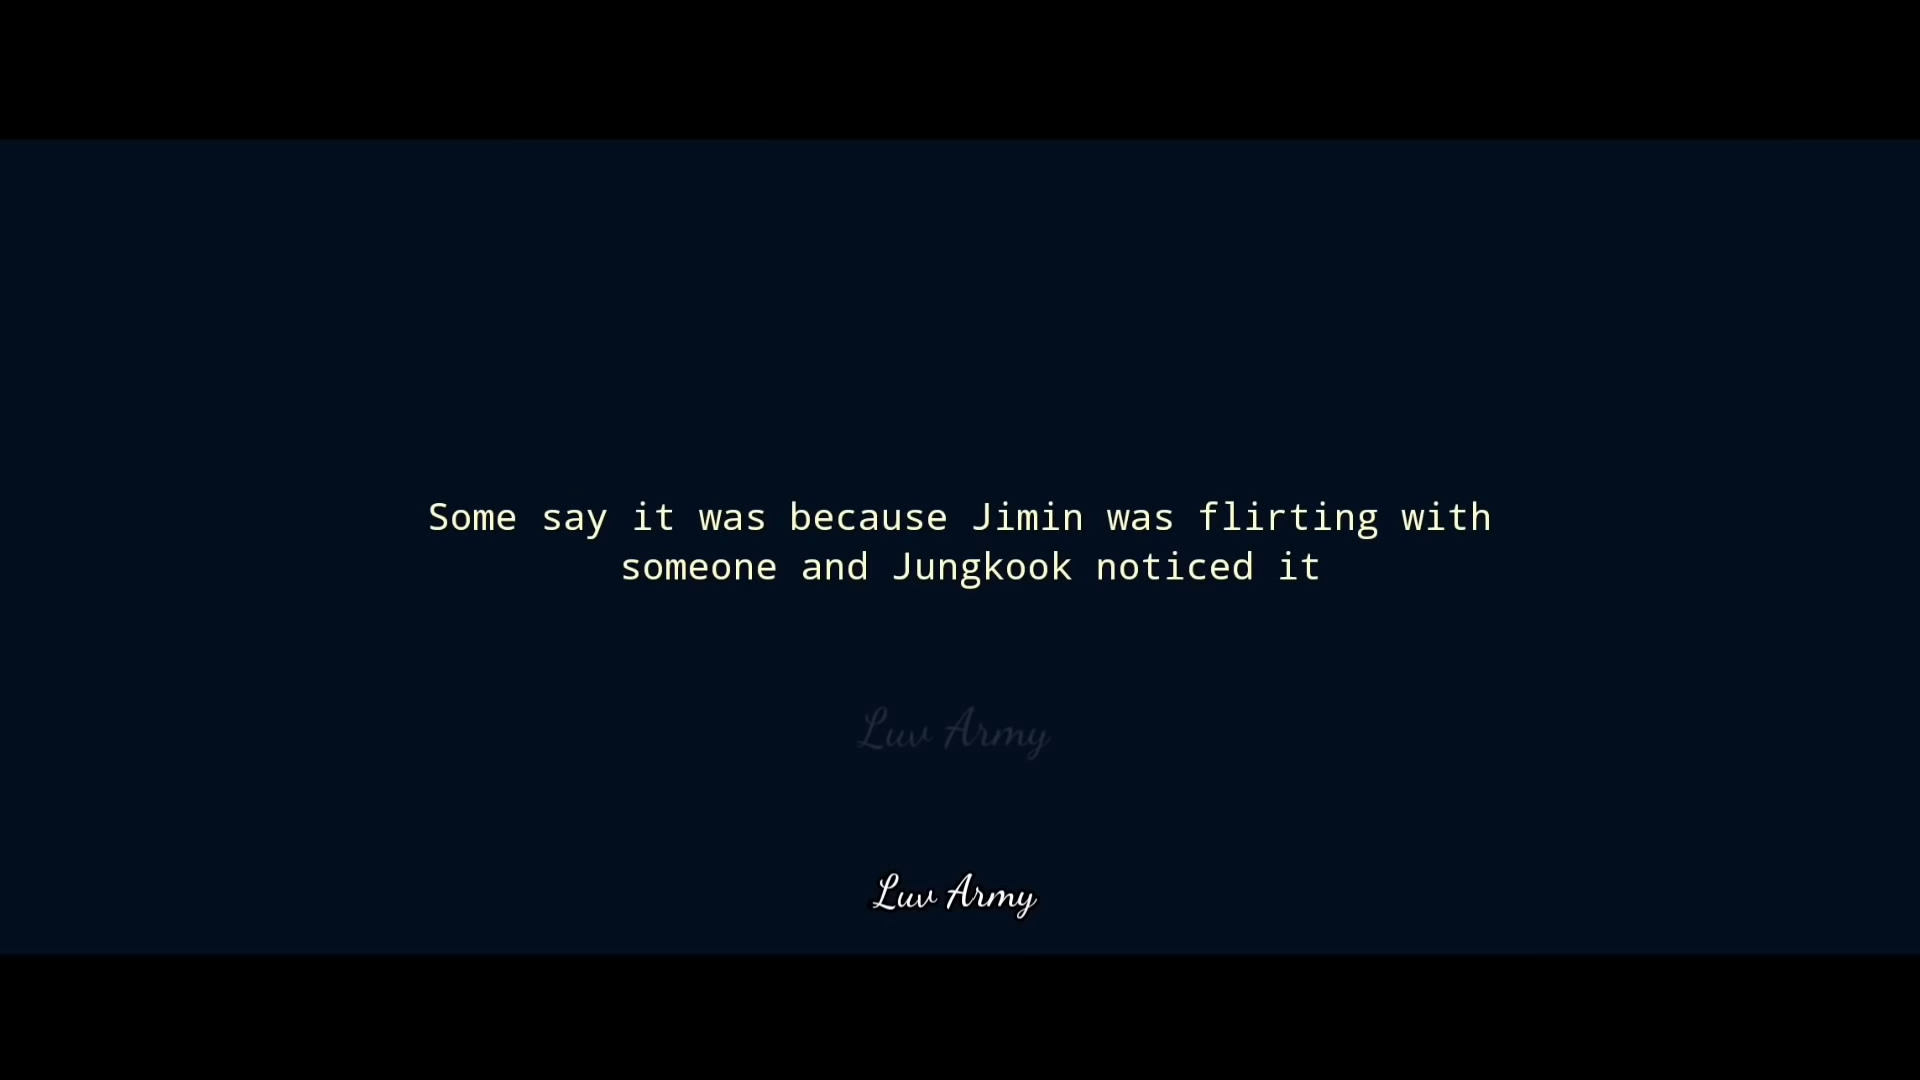 Some say it was because Jimin was flirting with
someone and Jungkook noticed it
Luv Army
Luv Army